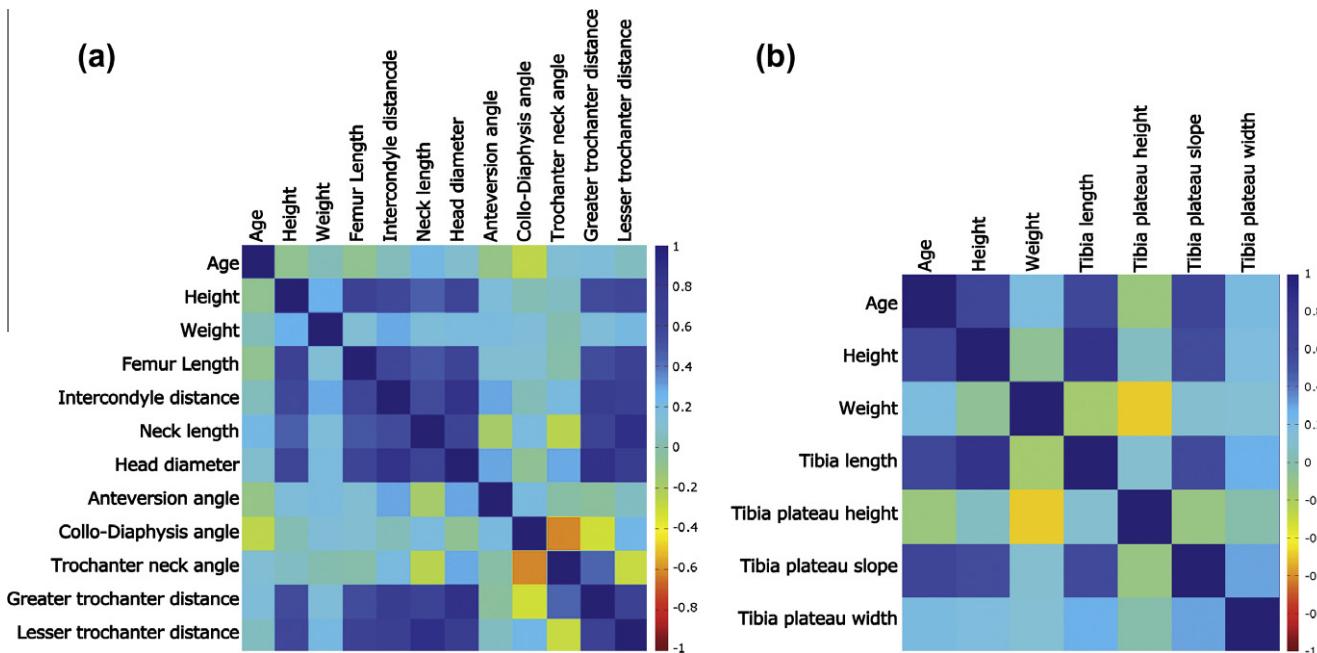 (a)
Age
Height
Weight
Femur Length
Intercondyle distancde
Neck length
Head diameter
Anteversion angle
Collo-Diaphysis angle
Trochanter neck angle
Greater trochanter distance
Lesser trochanter distance
Age
Height
Weight
Femur Length
Intercondyle distance
Neck length
Head diameter
Anteversion angle
Collo-Diaphysis angle
Trochanter neck angle
Greater trochanter distance
Lesser trochanter distance
1
0.8
0.6
0.4
0.2
0
-0.2
-0.4
-0.6
-0.8
-1
(b)
Age
Height
Weight
Tibia length
Tibia plateau height
Tibia plateau slope
Tibia plateau width
Age
Height
Weight
Tibia length
Tibia plateau height
Tibia plateau slope
Tibia plateau width
1
0
-1